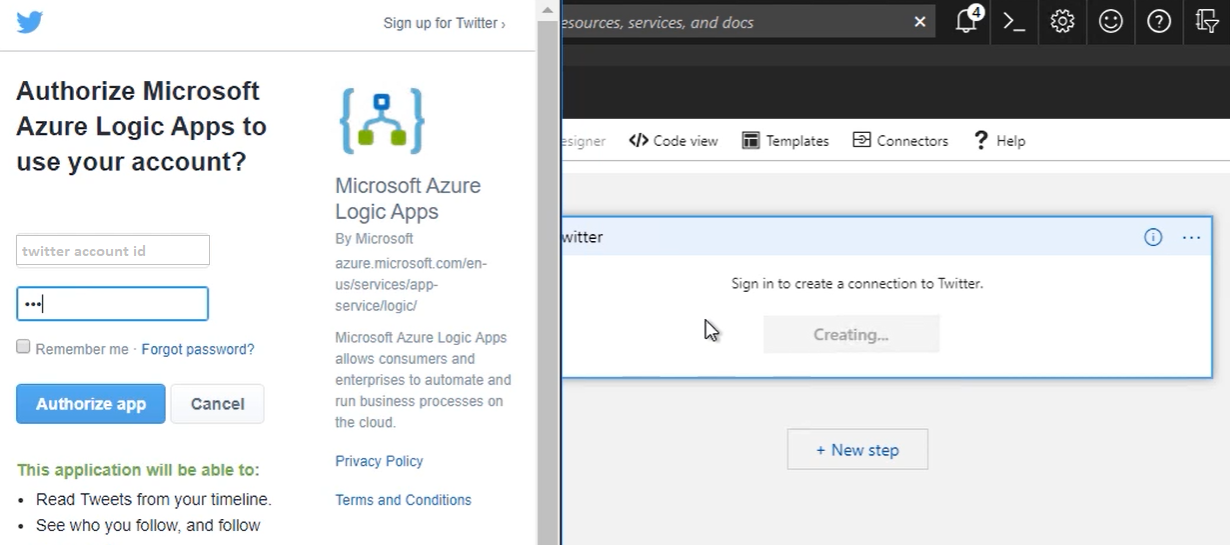 Sign up for Twitter ›
Authorize Microsoft
Azure Logic Apps to
use your account?
twitter account id
•••
Remember me · Forgot password?
Authorize app
Cancel
This application will be able to:
• Read Tweets from your timeline.
• See who you follow, and follow
Microsoft Azure
Logic Apps
By Microsoft
azure.microsoft.com/en-
us/services/app-
service/logic/
Microsoft Azure Logic Apps
allows consumers and
enterprises to automate and
run business processes on
the cloud.
Privacy Policy
Terms and Conditions
esources, services, and docs
4
esigner
Code view
Templates
Connectors
Help
witter
Sign in to create a connection to Twitter.
Creating...
+ New step